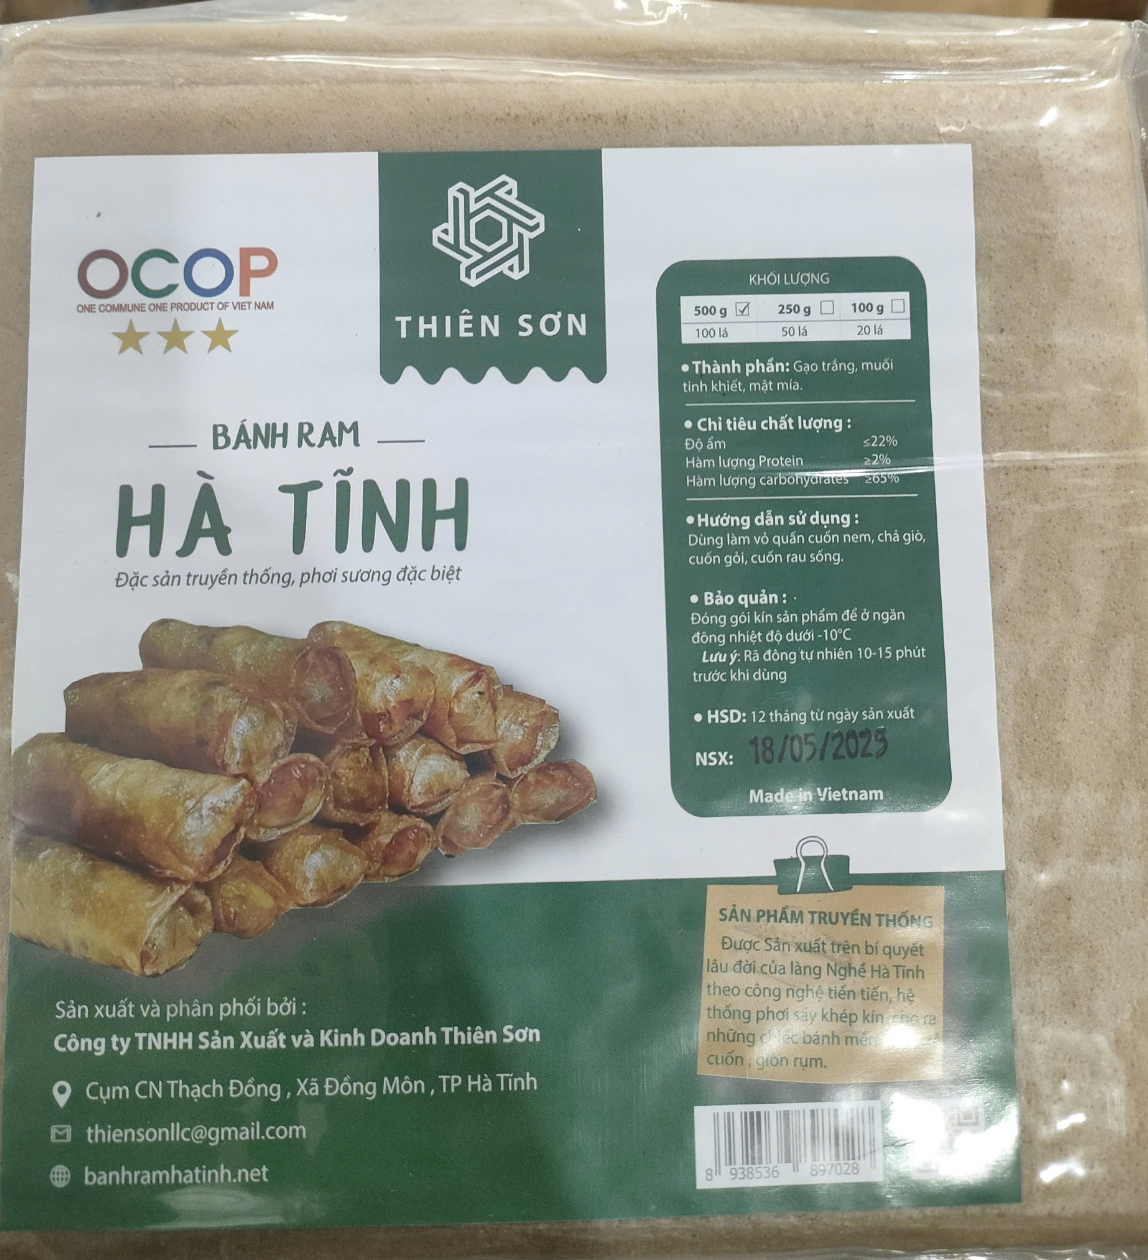 OCOP
ONE COMMUNE ONE PRODUCT OF VIET NAM
THIÊN SƠN
BÁNH RAM
HÀ TĨNH
Đặc sản truyền thống, phơi sương đặc biệt
KHỐI LƯỢNG
500 g ☑ 250 g ☐ 100 g ☐
100 lá 50 lá 20 lá
• Thành phần: Gạo trắng, muối
tinh khiết, mật mía.
• Chỉ tiêu chất lượng :
Độ ẩm ≤22%
Hàm lượng Protein ≥2%
Hàm lượng carbohydrates ≥65%
• Hướng dẫn sử dụng :
Dùng làm vỏ quấn cuốn nem, chả giò,
cuốn gỏi, cuốn rau sống.
• Bảo quản :
Đóng gói kín sản phẩm để ở ngăn
đông nhiệt độ dưới -10°C
Lưu ý: Rã đông tự nhiên 10-15 phút
trước khi dùng
• HSD: 12 tháng từ ngày sản xuất
NSX: 18/05/2025
Made in Vietnam
SẢN PHẨM TRUYỀN THỐNG
Được Sản xuất trên bí quyết
lâu đời của làng Nghề Hà Tĩnh
theo công nghệ tiến tiến, hệ
thống phơi sấy khép kín cho ra
những bánh
cuốn , giòn rụm.
Sản xuất và phân phối bởi :
Công ty TNHH Sản Xuất và Kinh Doanh Thiên Sơn
Cụm CN Thạch Đồng , Xã Đồng Môn , TP Hà Tĩnh
thiensonllc@gmail.com
banhramhatinh.net
8 938536 897028